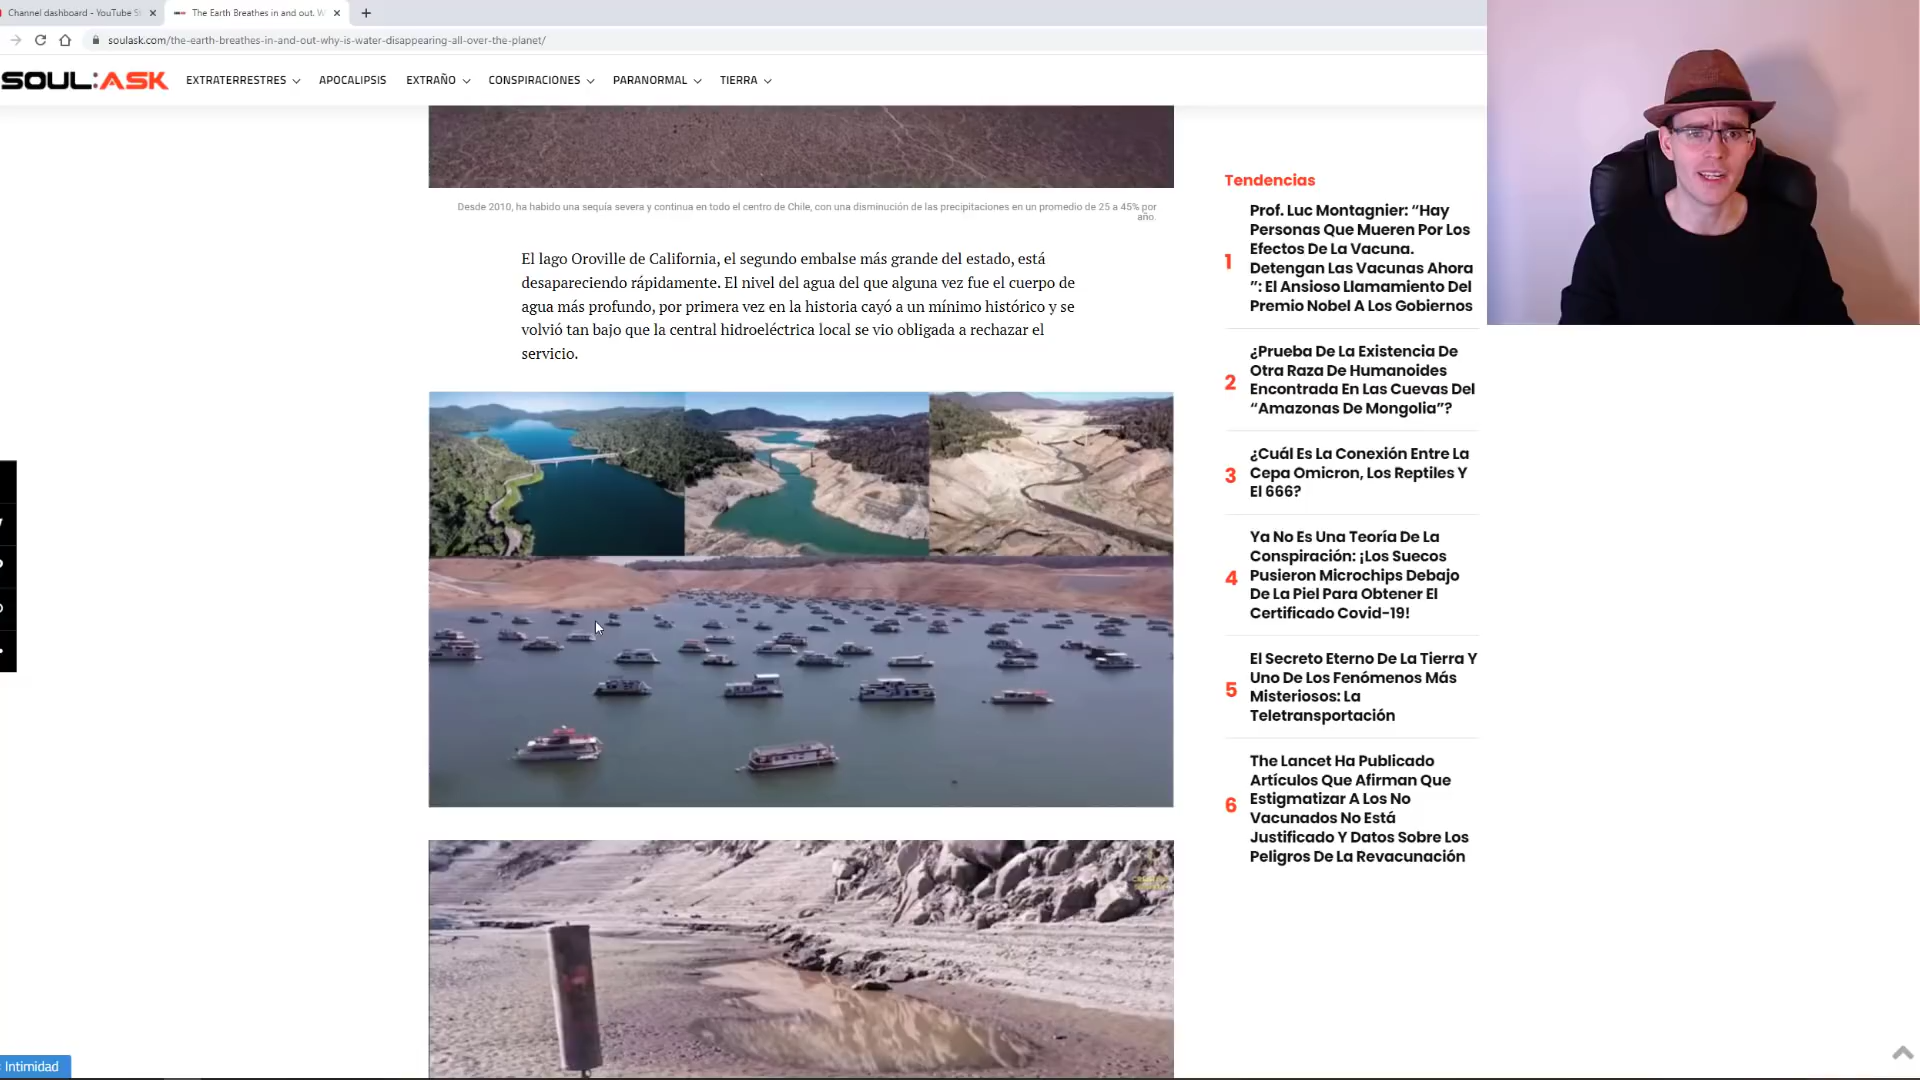 Channel dashboard - YouTube St
The Earth Breathes in and out. W
soulask.com/the-earth-breathes-in-and-out-why-is-water-disappearing-all-over-the-planet/
SOUL:ASK
EXTRATERRESTRES
APOCALIPSIS
EXTRAÑO
CONSPIRACIONES
PARANORMAL
TIERRA
Desde 2010, ha habido una sequía severa y continua en todo el centro de Chile, con una disminución de las precipitaciones en un promedio de 25 a 45% por
año.
El lago Oroville de California, el segundo embalse más grande del estado, está
desapareciendo rápidamente. El nivel del agua del que alguna vez fue el cuerpo de
agua más profundo, por primera vez en la historia cayó a un mínimo histórico y se
volvió tan bajo que la central hidroeléctrica local se vio obligada a rechazar el
servicio.
Tendencias
1
Prof. Luc Montagnier: “Hay
Personas Que Mueren Por Los
Efectos De La Vacuna.
Detengan Las Vacunas Ahora
”: El Ansioso Llamamiento Del
Premio Nobel A Los Gobiernos
2
¿Prueba De La Existencia De
Otra Raza De Humanoides
Encontrada En Las Cuevas Del
“Amazonas De Mongolia”?
3
¿Cuál Es La Conexión Entre La
Cepa Omicron, Los Reptiles Y
El 666?
4
Ya No Es Una Teoría De La
Conspiración: ¡Los Suecos
Pusieron Microchips Debajo
De La Piel Para Obtener El
Certificado Covid-19!
5
El Secreto Eterno De La Tierra Y
Uno De Los Fenómenos Más
Misteriosos: La
Teletransportación
6
The Lancet Ha Publicado
Artículos Que Afirman Que
Estigmatizar A Los No
Vacunados No Está
Justificado Y Datos Sobre Los
Peligros De La Revacunación
Intimidad